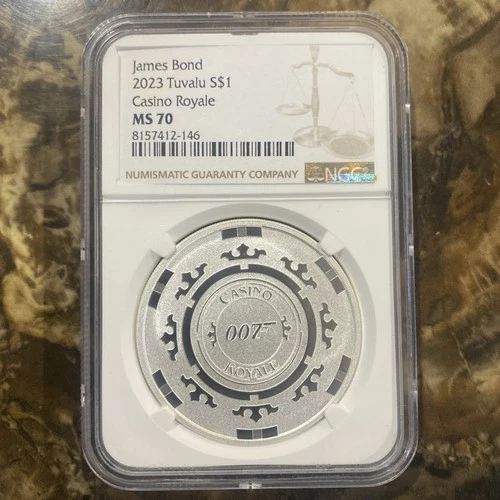 James Bond
2023 Tuvalu S$1
Casino Royale
MS 70
8157412-146
NUMISMATIC GUARANTY COMPANY
NGC
CASINO
007
ROYALE